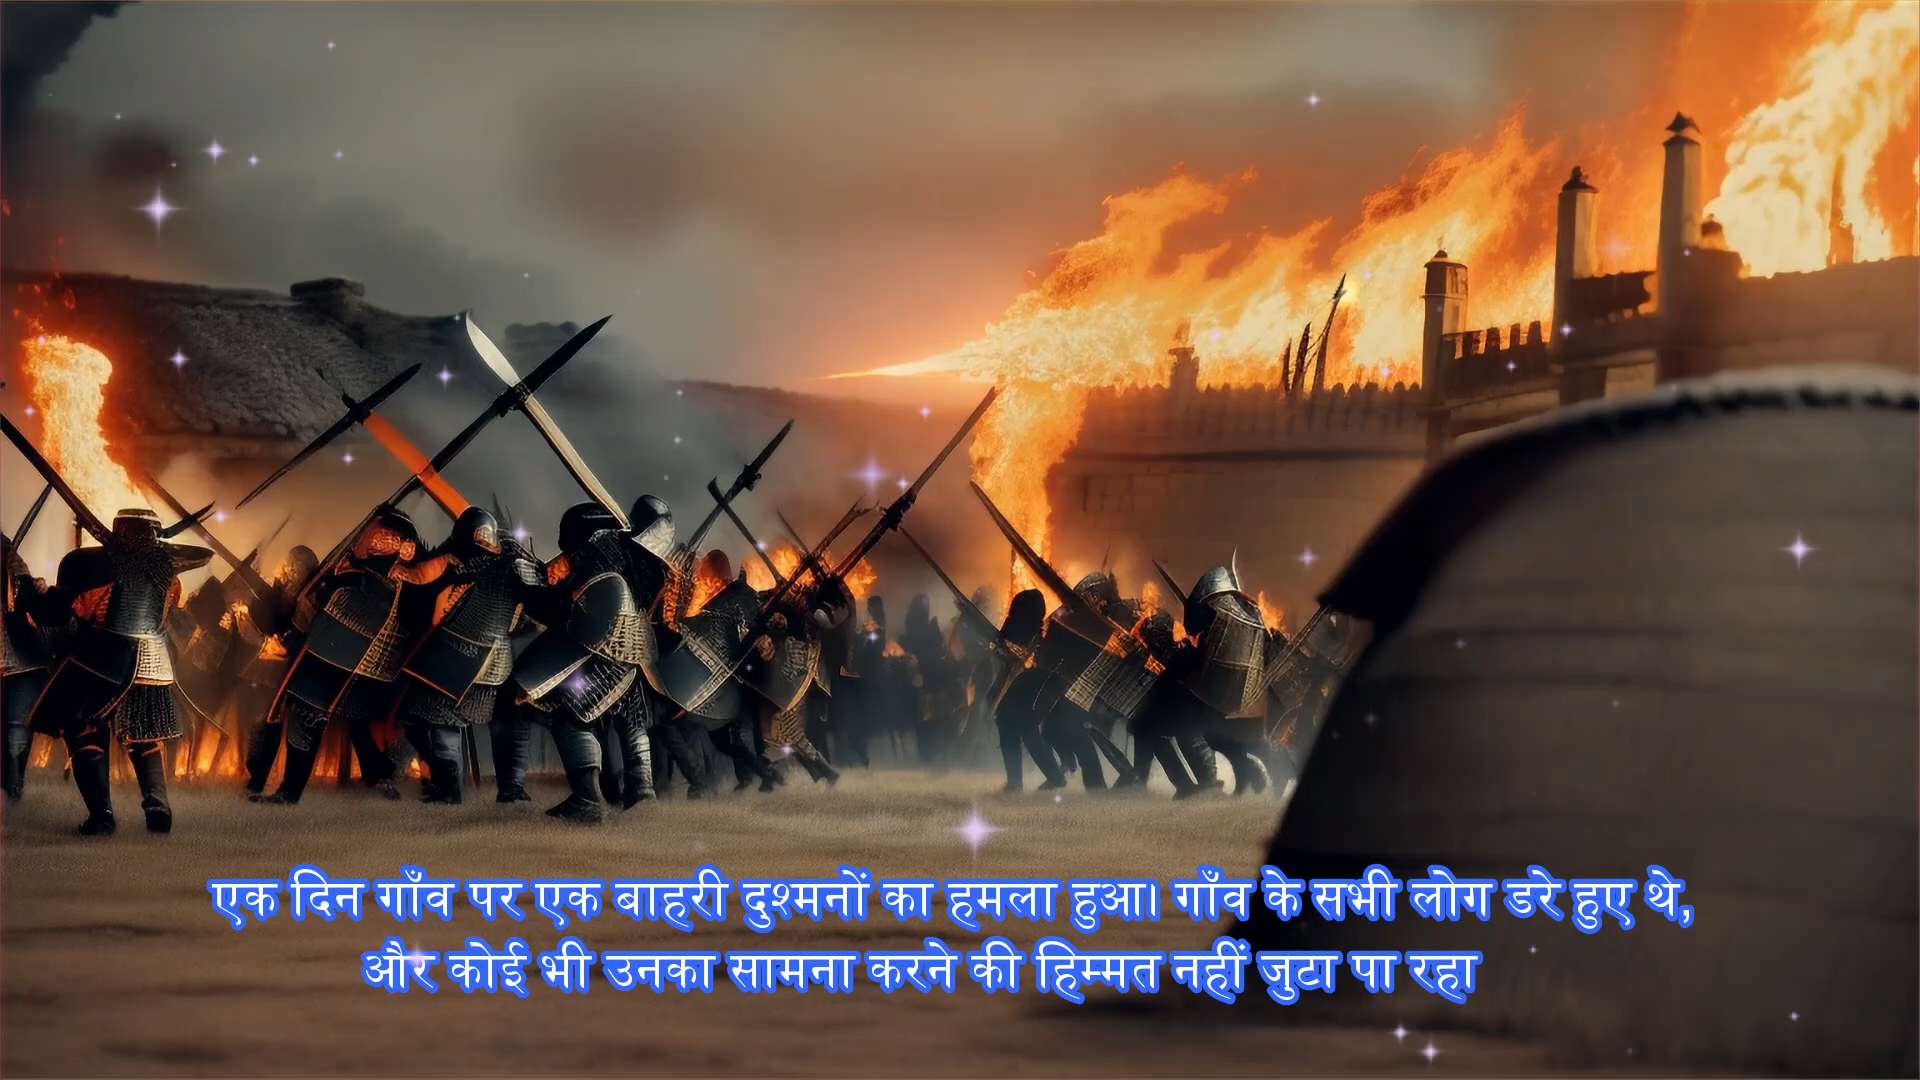 एक दिन गाँव पर एक बाहरी दुश्मनों का हमला हुआ। गाँव के सभी लोग डरे हुए थे,
और कोई भी उनका सामना करने की हिम्मत नहीं जुटा पा रहा